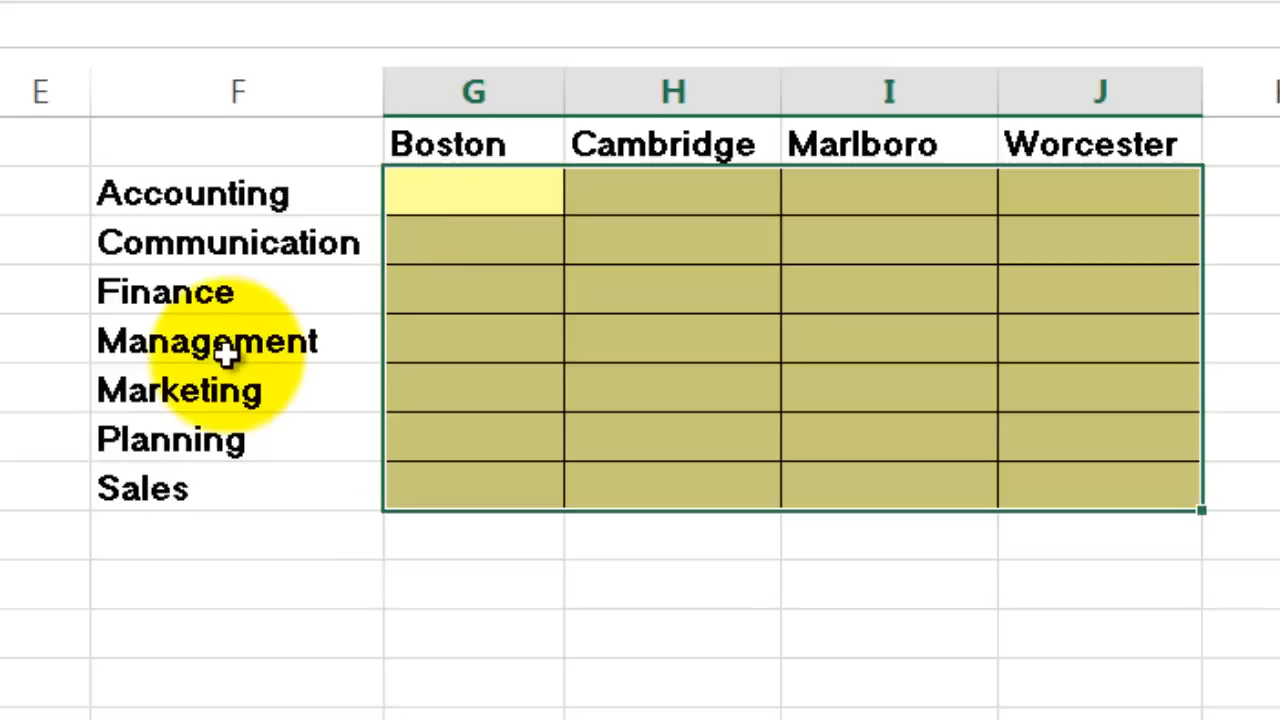 E F G H I J
Boston Cambridge Marlboro Worcester
Accounting
Communication
Finance
Management
Marketing
Planning
Sales